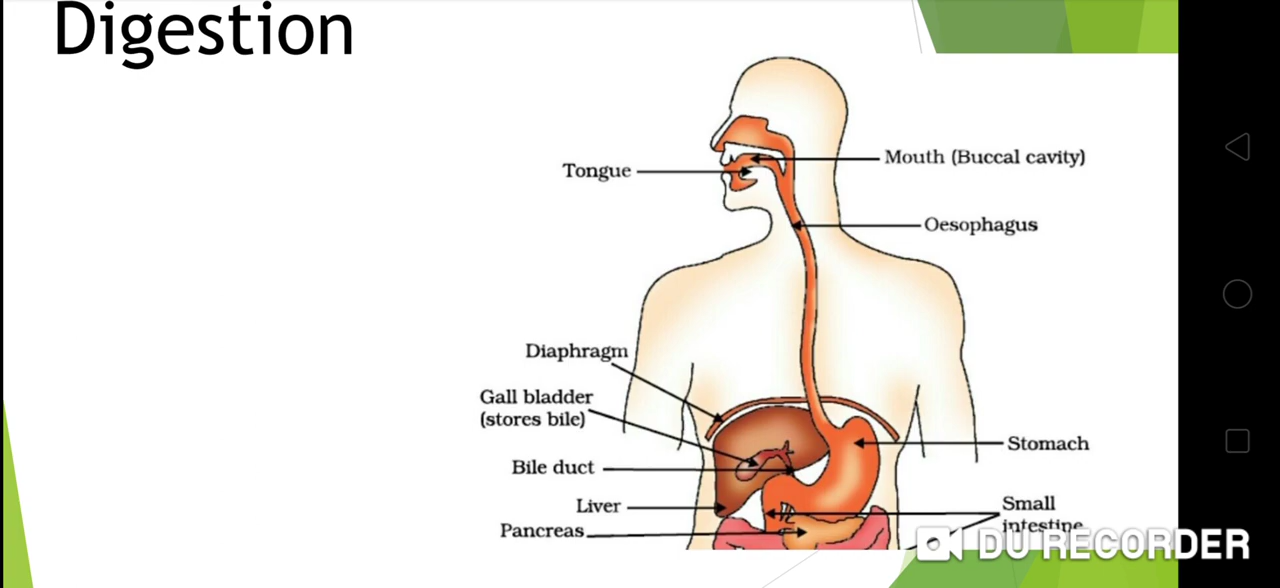 Digestion
Mouth (Buccal cavity)
Tongue
Oesophagus
Diaphragm
Gall bladder
(stores bile)
Stomach
Bile duct
Liver
Small
intestine
Pancreas
DU RECORDER